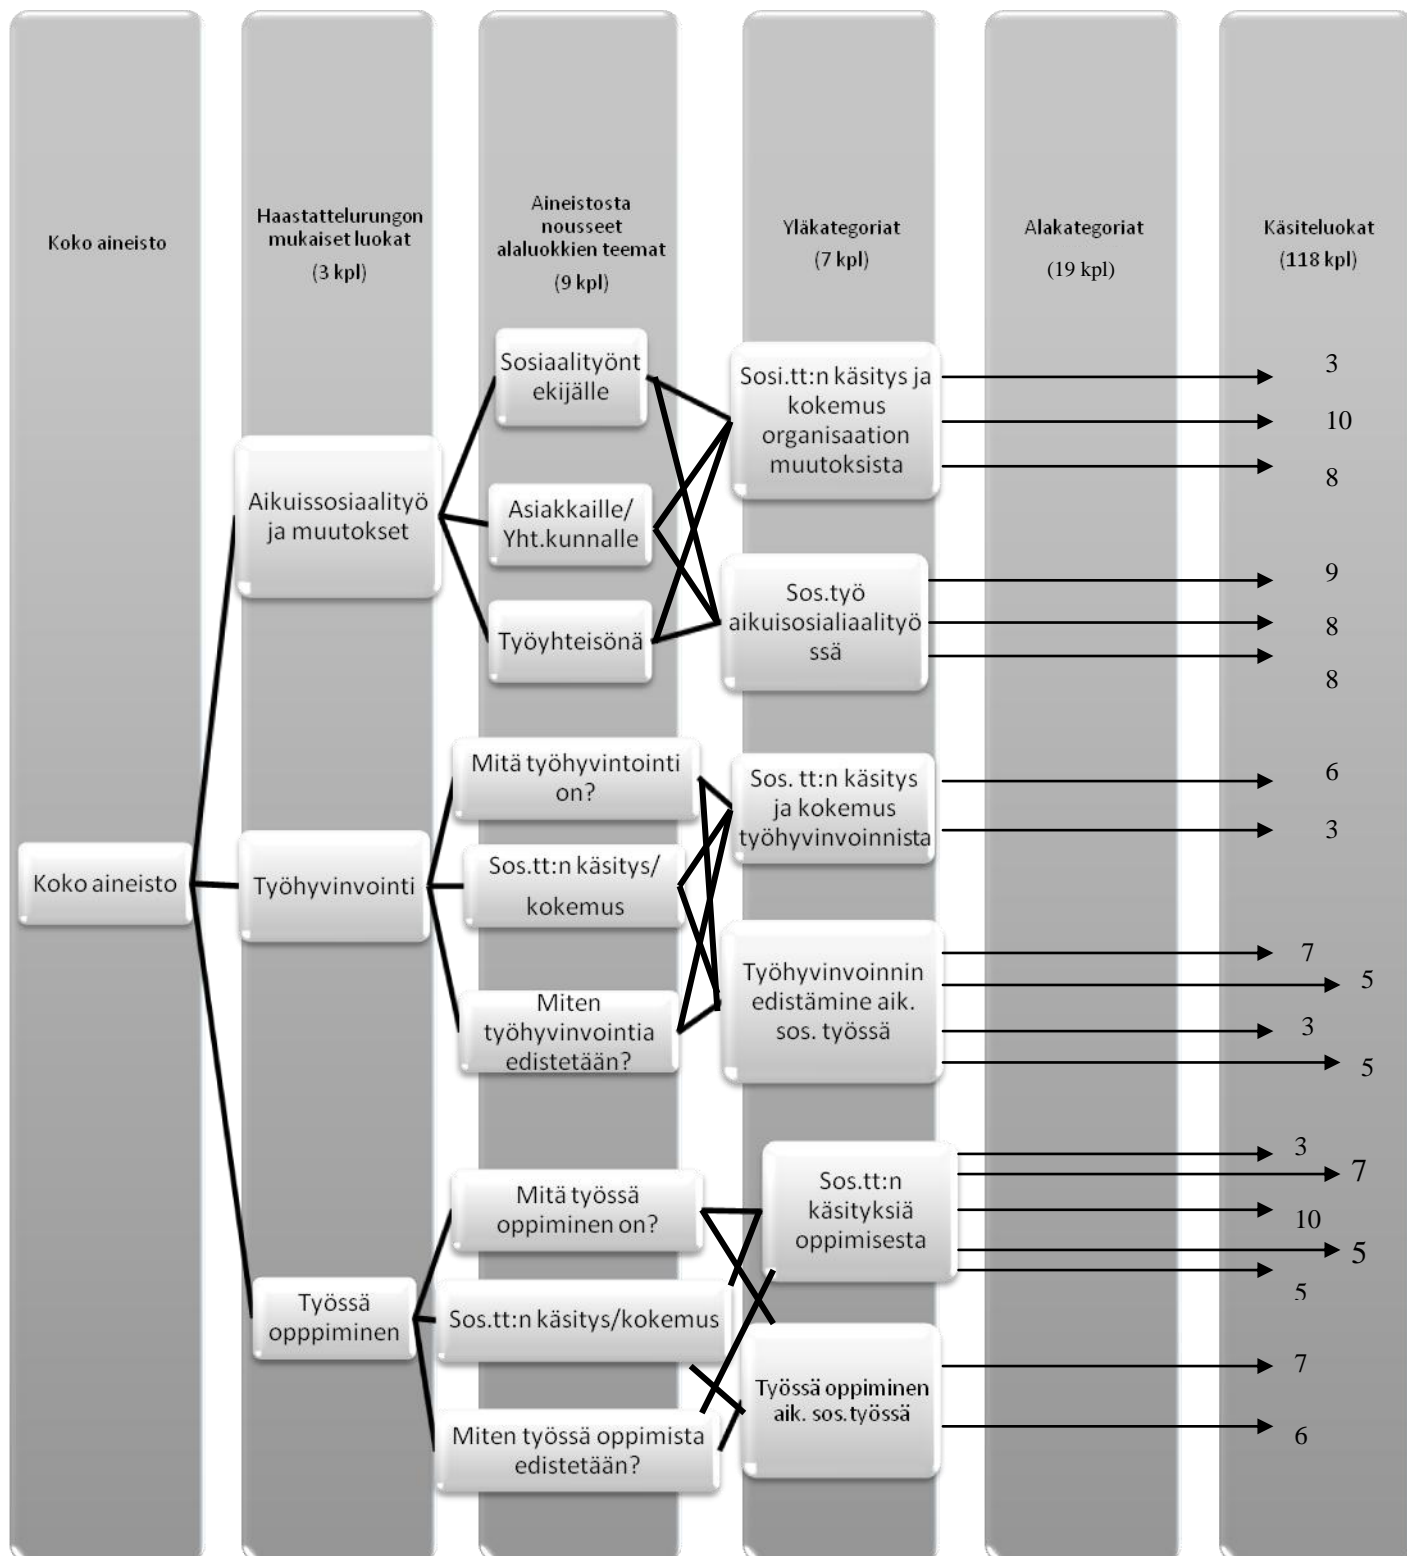 Koko aineisto
Haastattelurungon
mukaiset luokat
(3 kpl)
Aineistosta
nousseet
alaluokkien teemat
(9 kpl)
Yläkategoriat
(7 kpl)
Alakategoriat
(19 kpl)
Käsiteluokat
(118 kpl)
Koko aineisto
Aikuissosiaalityö
ja muutokset
Työhyvinvointi
Työssä
opppiminen
Sosiaalityönt
ekijälle
Asiakkaille/
Yht.kunnalle
Työyhteisönä
Mitä työhyvintointi
on?
Sos.tt:n käsitys/
kokemus
Miten
työhyvinvointia
edistetään?
Mitä työssä
oppiminen on?
Sos.tt:n käsitys/kokemus
Miten työssä oppimista
edistetään?
Sosi.tt:n käsitys ja
kokemus
organisaation
muutoksista
Sos.työ
aikuisosialiaalityö
ssä
Sos. tt:n käsitys
ja kokemus
työhyvinvoinnista
Työhyvinvoinnin
edistämine aik.
sos. työssä
Sos.tt:n
käsityksiä
oppimisesta
Työssä oppiminen
aik. sos.työssä
3
10
8
9
8
8
6
3
7
5
3
5
3
7
10
5
5
7
6